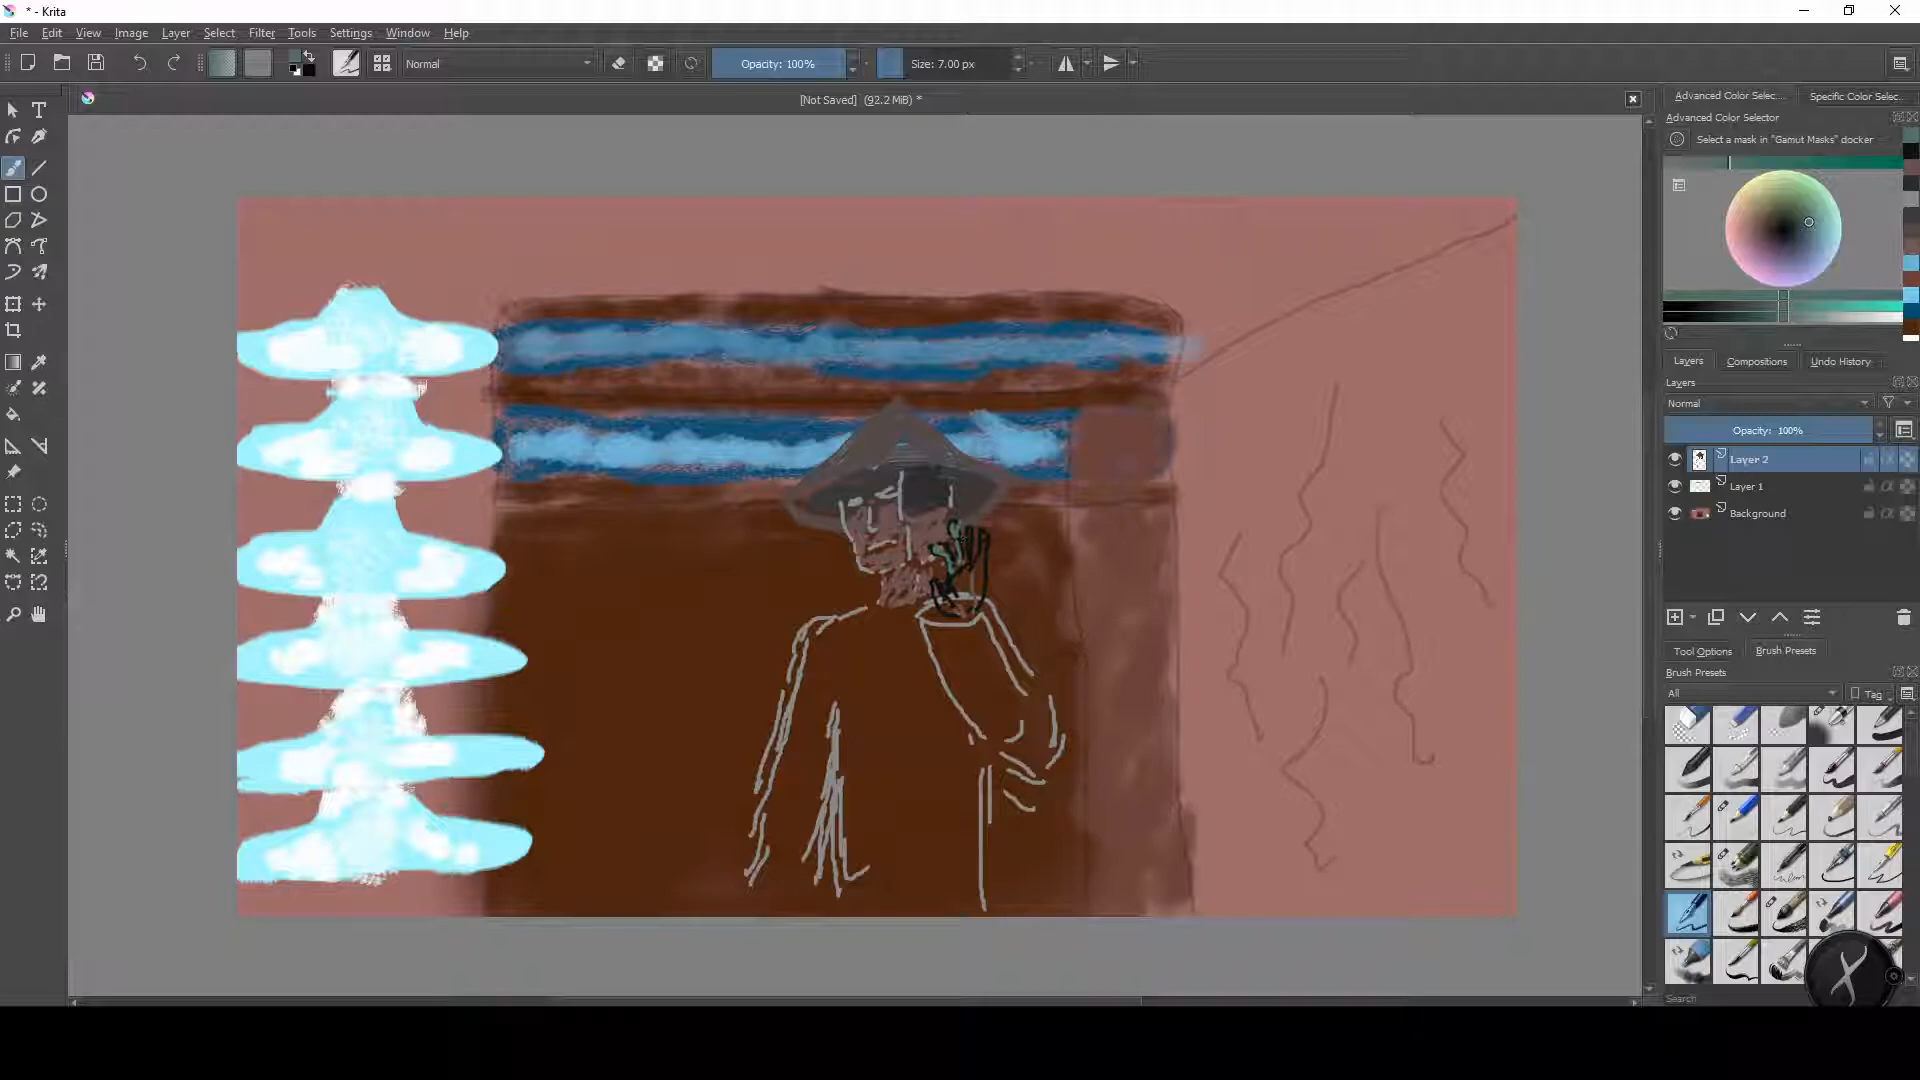 * - Krita
File Edit View Image Layer Select Filter Tools Settings Window Help
Normal Opacity: 100% Size: 7.00 px
[Not Saved] (92.2 MiB) *
Advanced Color Selec... Specific Color Selec...
Advanced Color Selector
Select a mask in "Gamut Masks" docker
Layers Compositions Undo History
Layers
Normal
Opacity: 100%
Layer 2
Layer 1
Background
Tool Options Brush Presets
Brush Presets
All Tag
Search